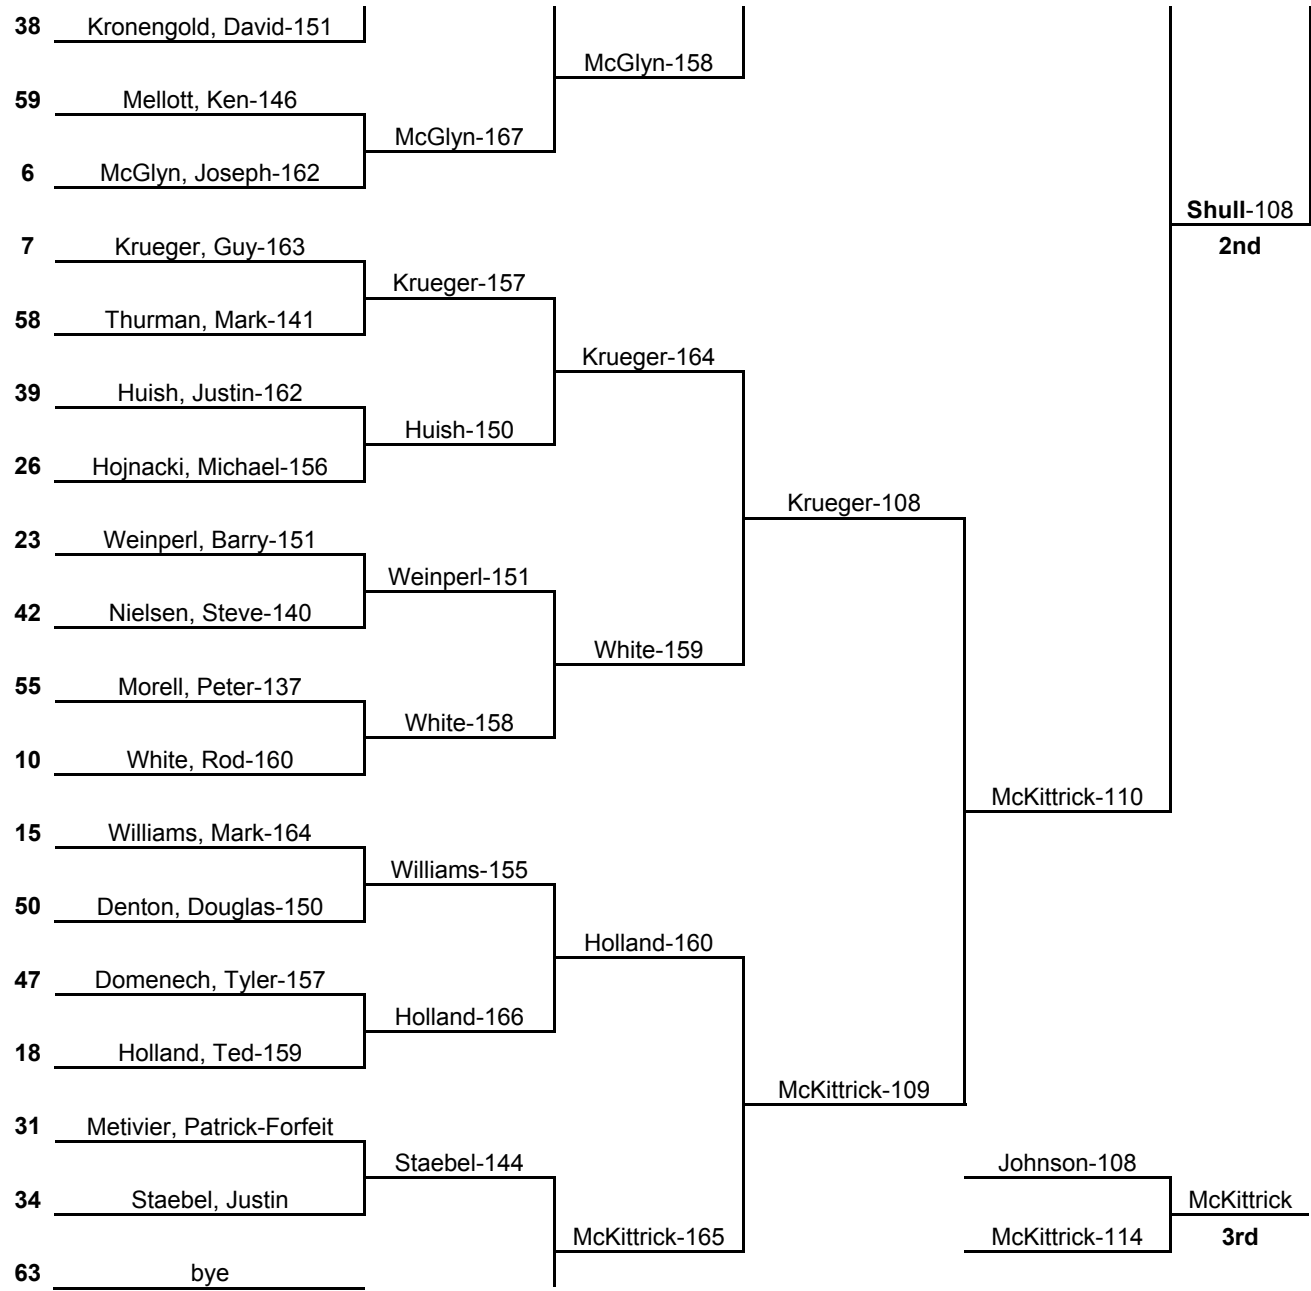 38 Kronengold, David-151
McGlyn-158
59 Mellott, Ken-146
McGlyn-167
6 McGlyn, Joseph-162
Shull-108
7 Krueger, Guy-163
2nd
Krueger-157
58 Thurman, Mark-141
Krueger-164
39 Huish, Justin-162
Huish-150
26 Hojnacki, Michael-156
Krueger-108
23 Weinperl, Barry-151
Weinperl-151
42 Nielsen, Steve-140
White-159
55 Morell, Peter-137
White-158
10 White, Rod-160
McKittrick-110
15 Williams, Mark-164
Williams-155
50 Denton, Douglas-150
Holland-160
47 Domenech, Tyler-157
Holland-166
18 Holland, Ted-159
McKittrick-109
31 Metivier, Patrick-Forfeit
Staebel-144
Johnson-108
34 Staebel, Justin
McKittrick
McKittrick-165
McKittrick-114
3rd
63 bye